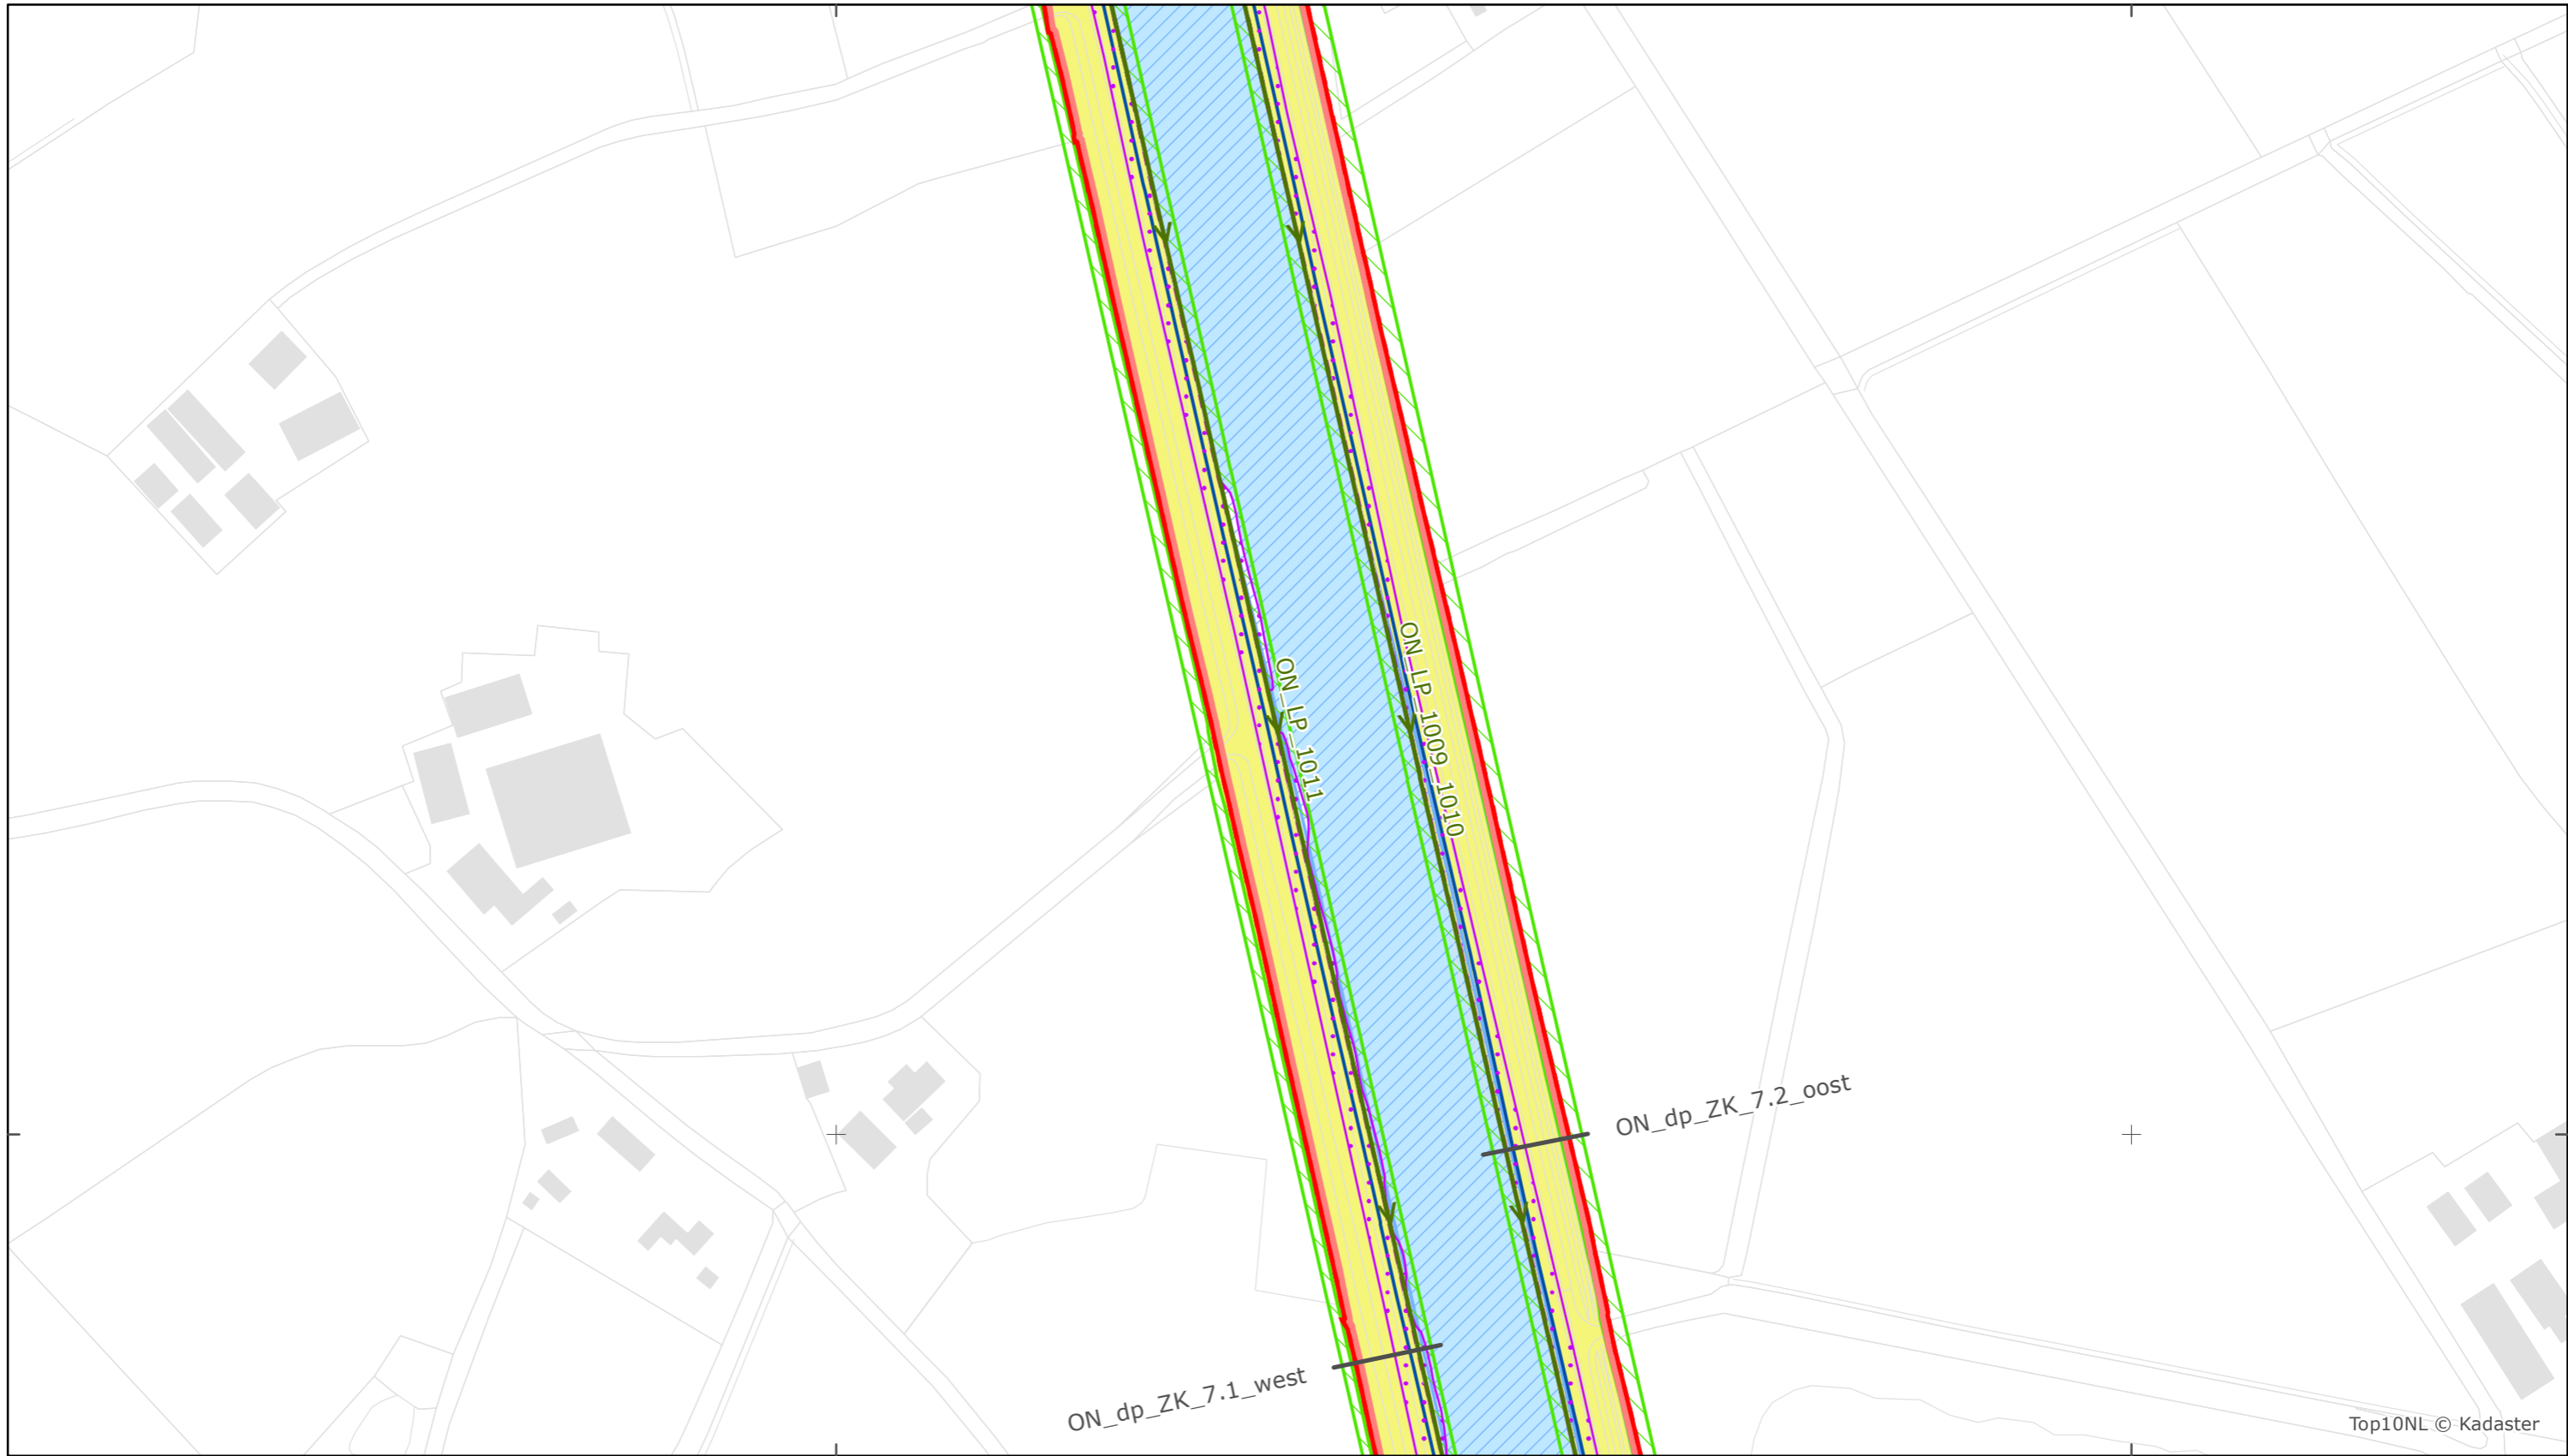 ON_LP_1009_1010
ON_LP_1011
ON_dp_ZK_7.2_oost
ON_dp_ZK_7.1_west
Top10NL © Kadaster